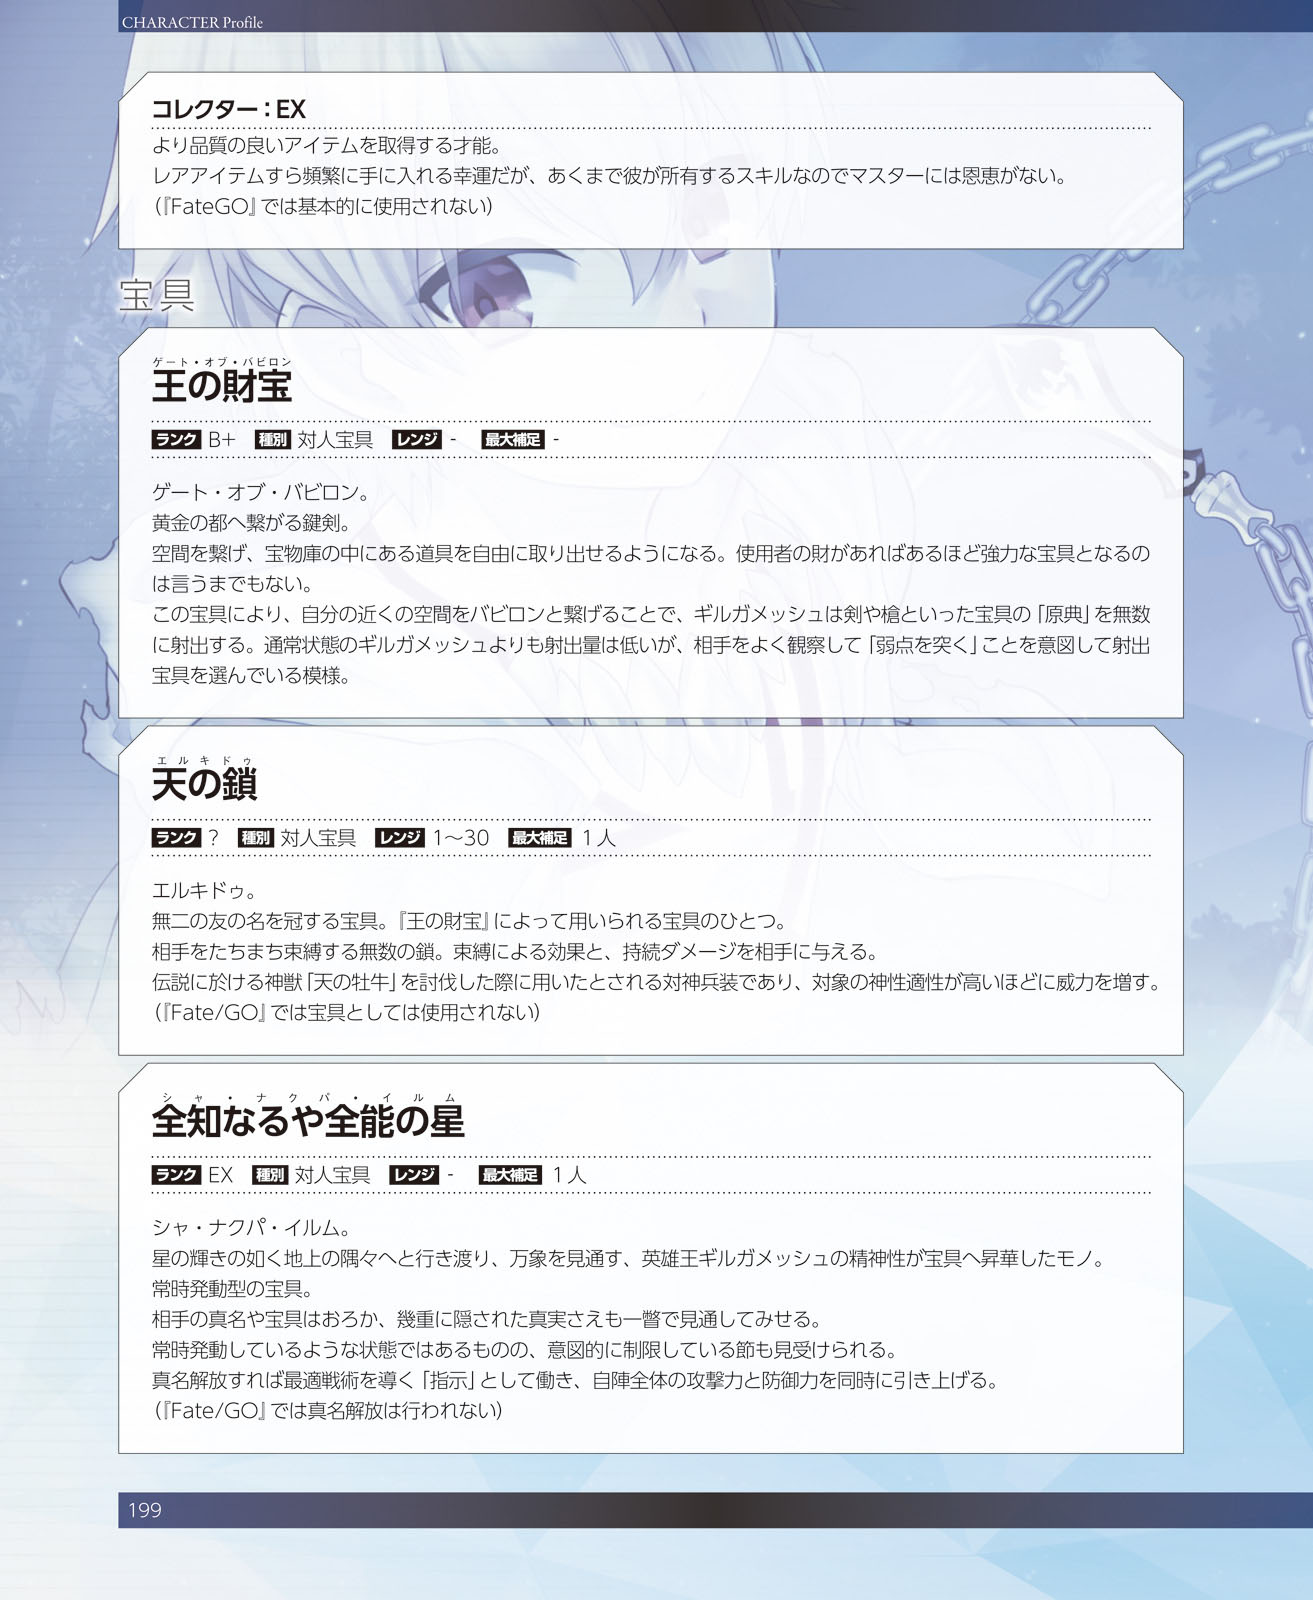 CHARACTER Profile
コレクター：EX
より品質の良いアイテムを取得する才能。
レアアイテムすら頻繁に手に入れる幸運だが、あくまで彼が所有するスキルなのでマスターには恩恵がない。
（『FateGO』では基本的に使用されない）
宝具
ゲート・オブ・バビロン
王の財宝
ランク B+ 種別 対人宝具 レンジ - 最大補足 -
ゲート・オブ・バビロン。
黄金の都へ繋がる鍵剣。
空間を繋げ、宝物庫の中にある道具を自由に取り出せるようになる。使用者の財があればあるほど強力な宝具となるの
は言うまでもない。
この宝具により、自分の近くの空間をバビロンと繋げることで、ギルガメッシュは剣や槍といった宝具の「原典」を無数
に射出する。通常状態のギルガメッシュよりも射出量は低いが、相手をよく観察して「弱点を突く」ことを意図して射出
宝具を選んでいる模様。
エルキドゥ
天の鎖
ランク ? 種別 対人宝具 レンジ 1〜30 最大補足 1人
エルキドゥ。
無二の友の名を冠する宝具。『王の財宝』によって用いられる宝具のひとつ。
相手をたちまち束縛する無数の鎖。束縛による効果と、持続ダメージを相手に与える。
伝説に於ける神獣「天の牡牛」を討伐した際に用いたとされる対神兵装であり、対象の神性適性が高いほどに威力を増す。
（『Fate/GO』では宝具としては使用されない）
シャ・ナクパ・イルム
全知なるや全能の星
ランク EX 種別 対人宝具 レンジ - 最大補足 1人
シャ・ナクパ・イルム。
星の輝きの如く地上の隅々へと行き渡り、万象を見通す、英雄王ギルガメッシュの精神性が宝具へ昇華したモノ。
常時発動型の宝具。
相手の真名や宝具はおろか、幾重に隠された真実さえも一瞥で見通してみせる。
常時発動しているような状態ではあるものの、意図的に制限している節も見受けられる。
真名解放すれば最適戦術を導く「指示」として働き、自陣全体の攻撃力と防御力を同時に引き上げる。
（『Fate/GO』では真名解放は行われない）
199